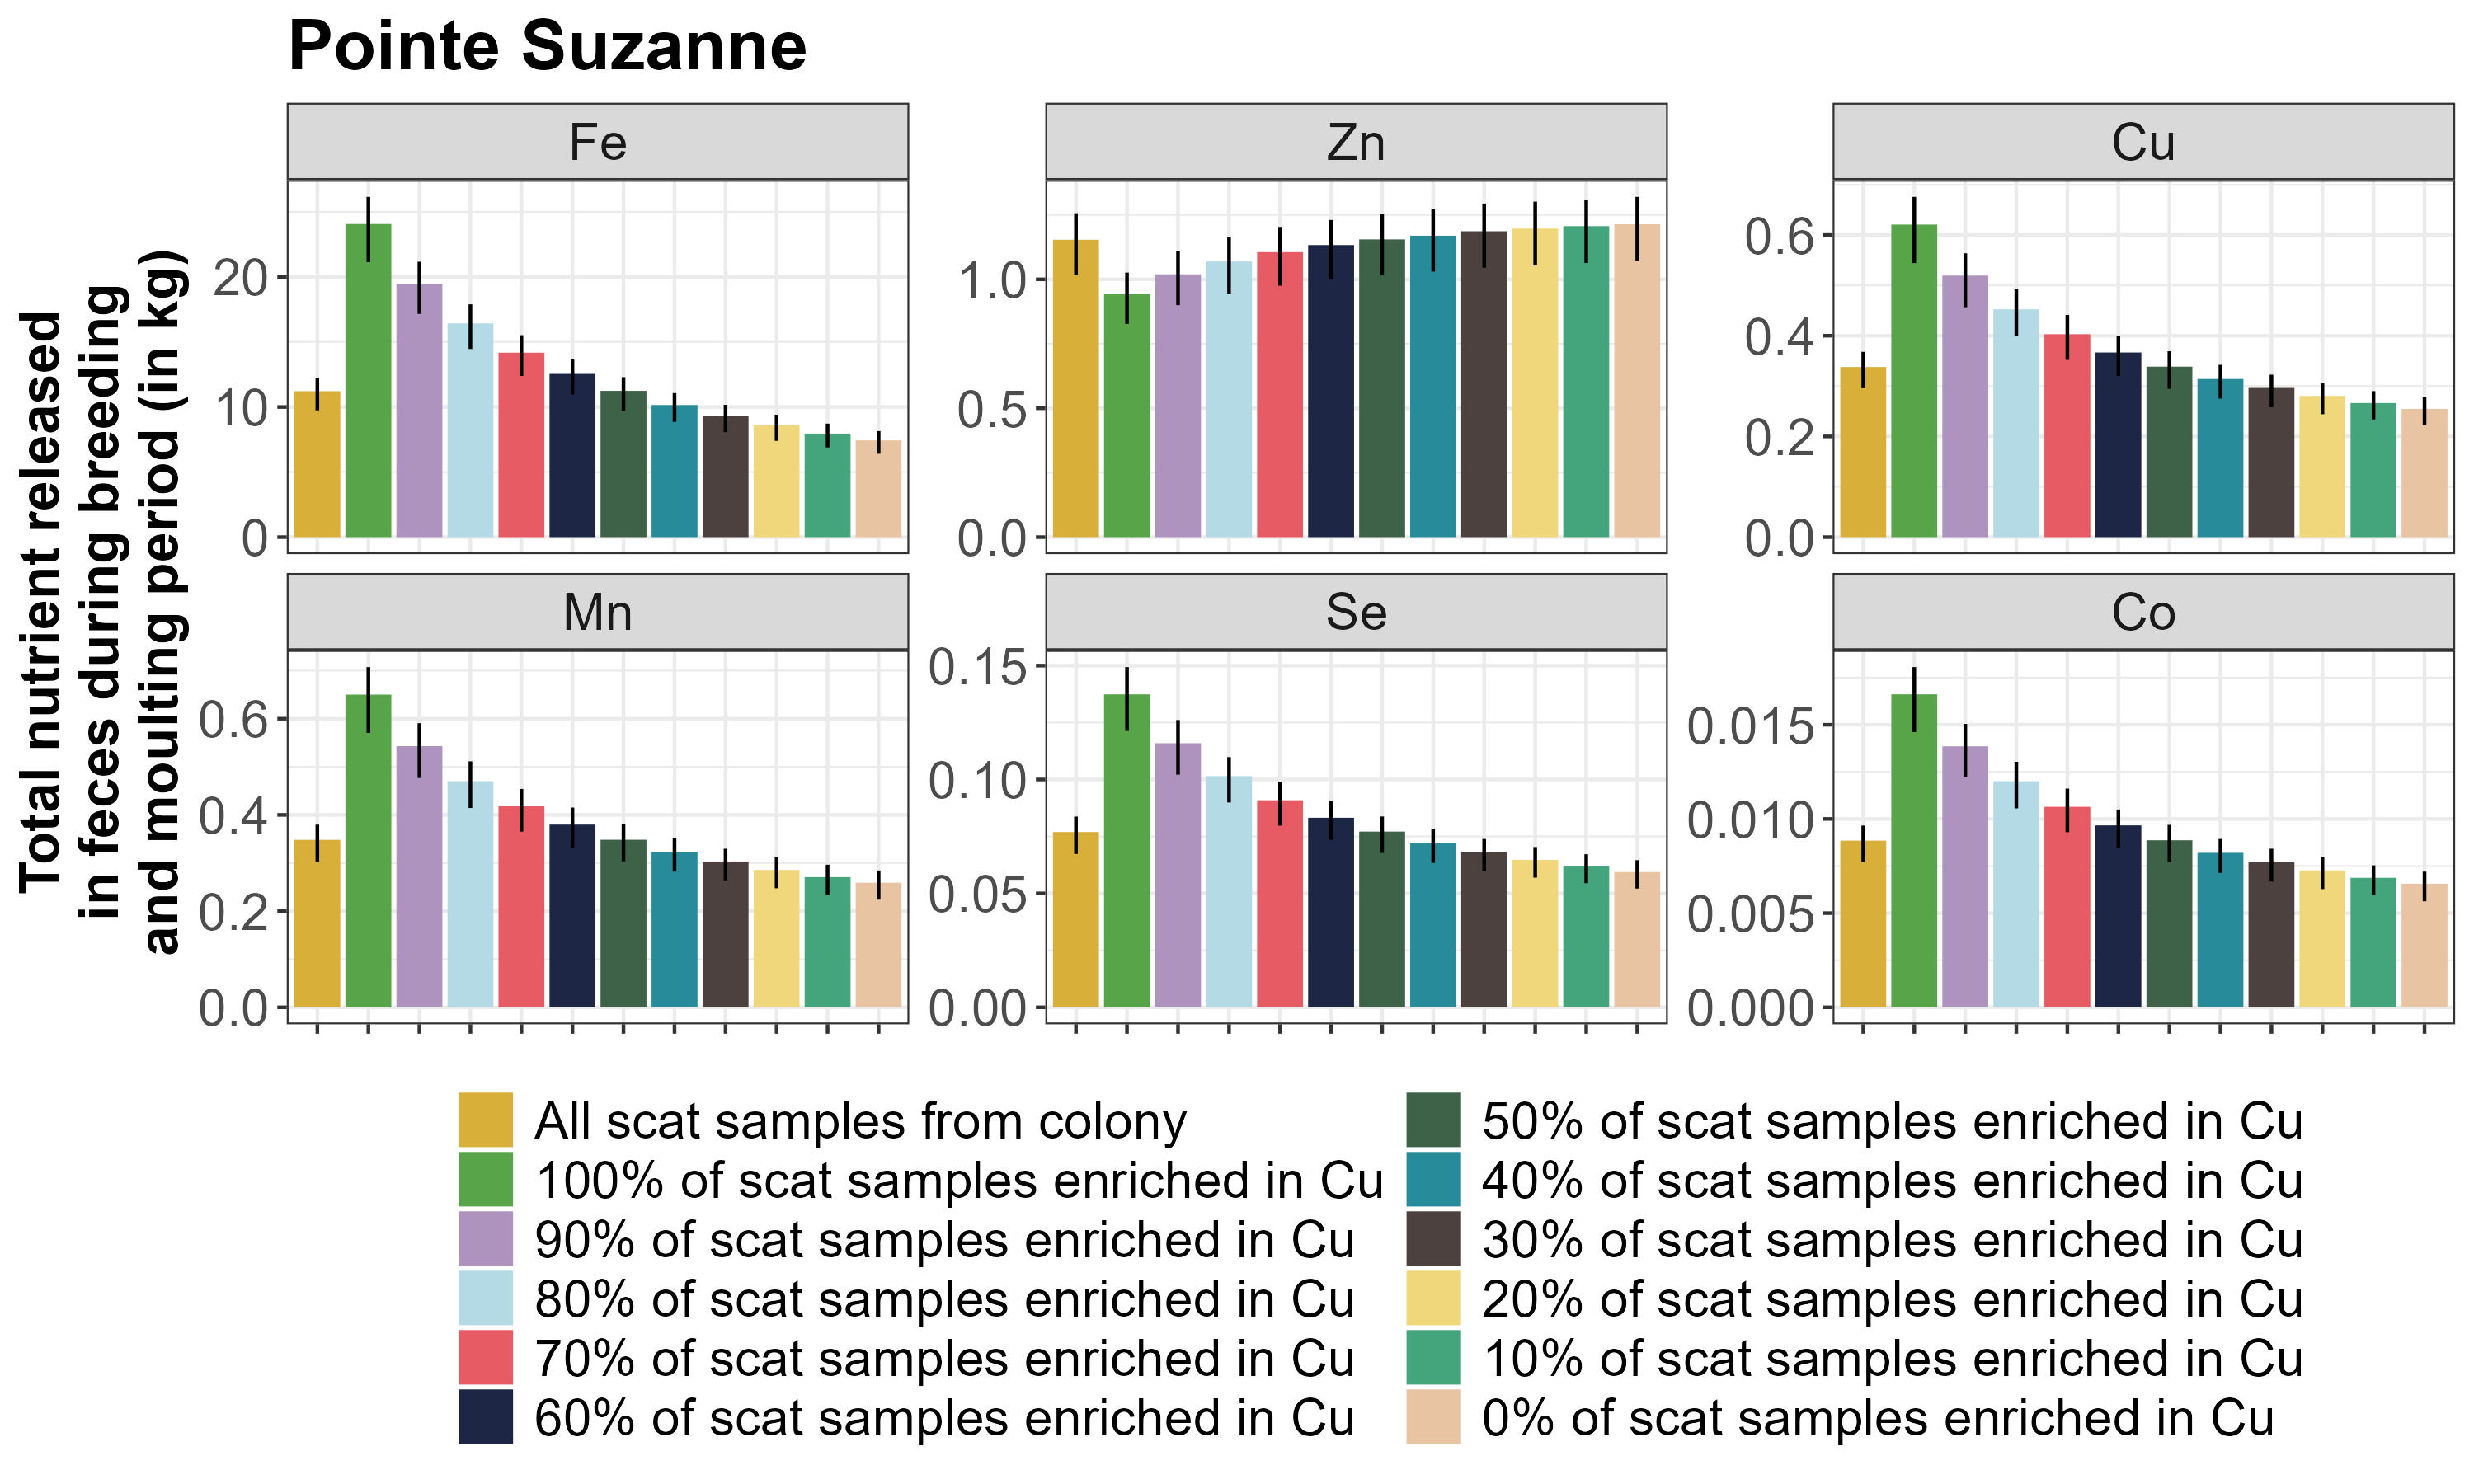 Pointe Suzanne
Total nutrient released
in feces during breeding
and moulting period (in kg)
Fe
20
10
0
Zn
1.0
0.5
0.0
Cu
0.6
0.4
0.2
0.0
Mn
0.6
0.4
0.2
0.0
Se
0.15
0.10
0.05
0.00
Co
0.015
0.010
0.005
0.000
All scat samples from colony
100% of scat samples enriched in Cu
90% of scat samples enriched in Cu
80% of scat samples enriched in Cu
70% of scat samples enriched in Cu
60% of scat samples enriched in Cu
50% of scat samples enriched in Cu
40% of scat samples enriched in Cu
30% of scat samples enriched in Cu
20% of scat samples enriched in Cu
10% of scat samples enriched in Cu
0% of scat samples enriched in Cu